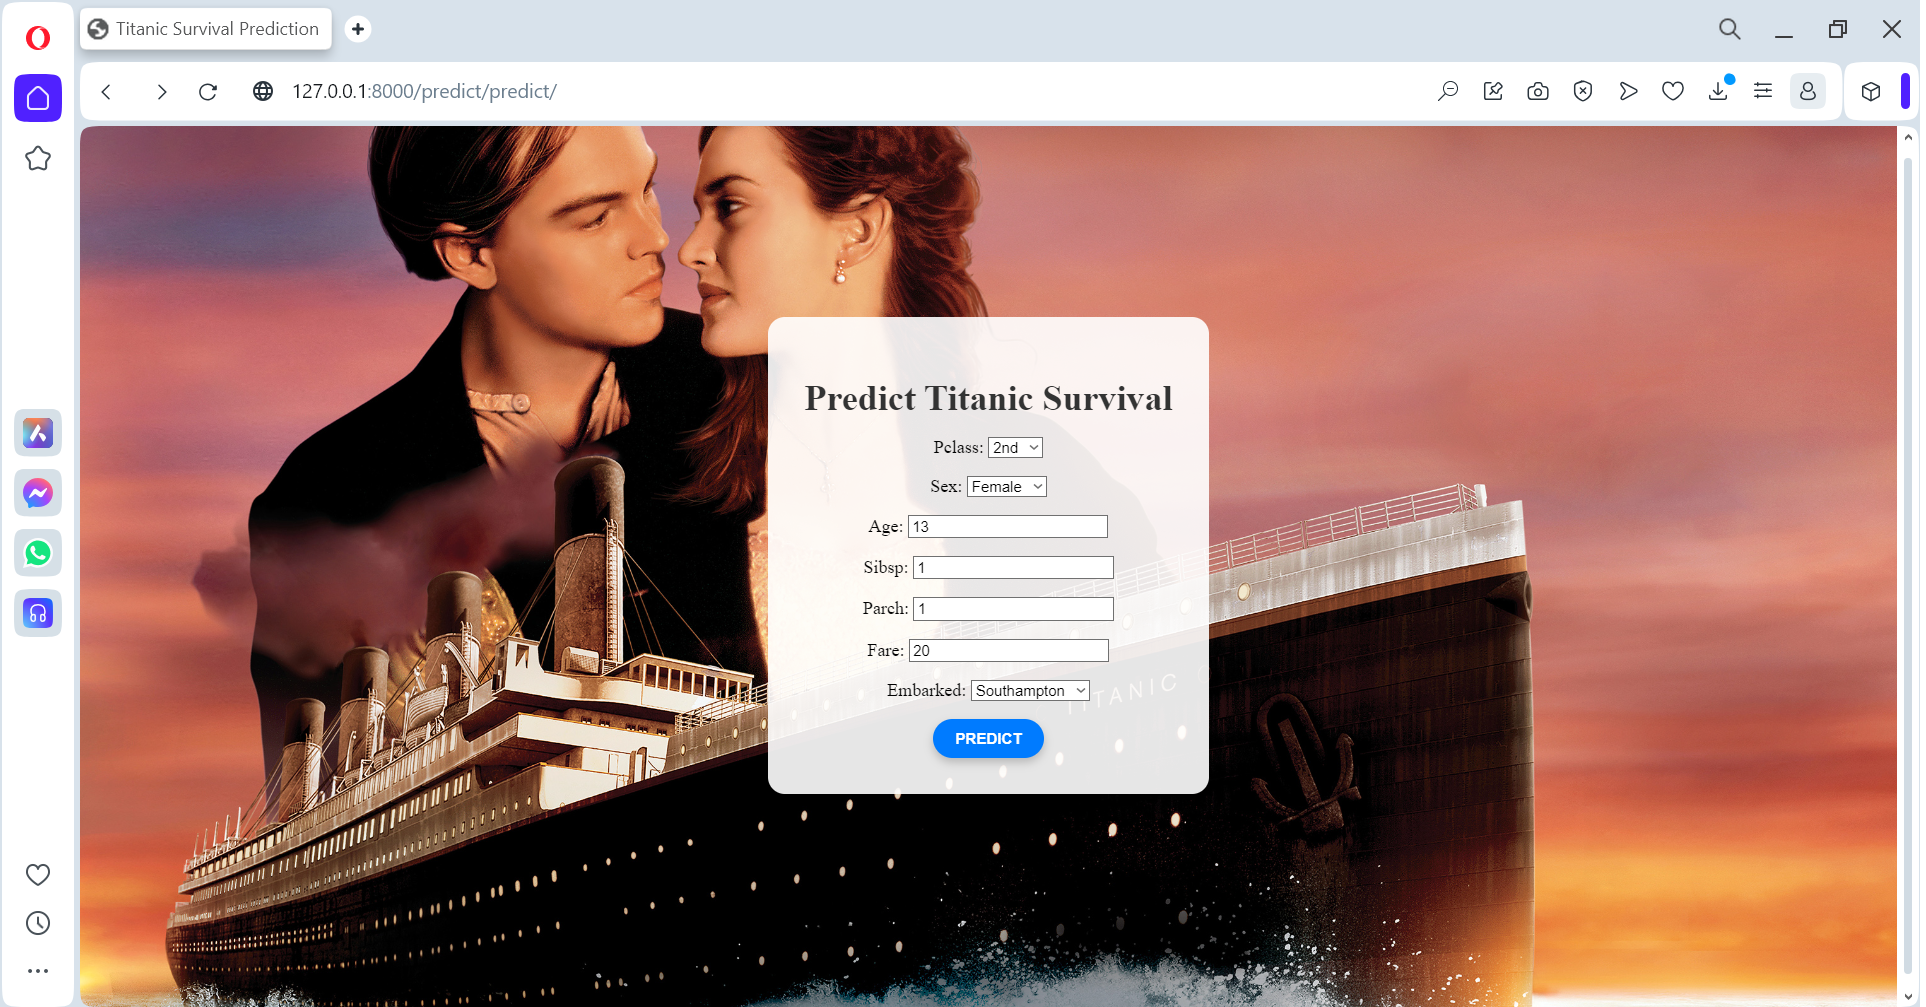 Titanic Survival Prediction
127.0.0.1:8000/predict/predict/
Predict Titanic Survival
Pclass: 2nd
Sex: Female
Age: 13
Sibsp: 1
Parch: 1
Fare: 20
Embarked: Southampton
TITANIC
PREDICT